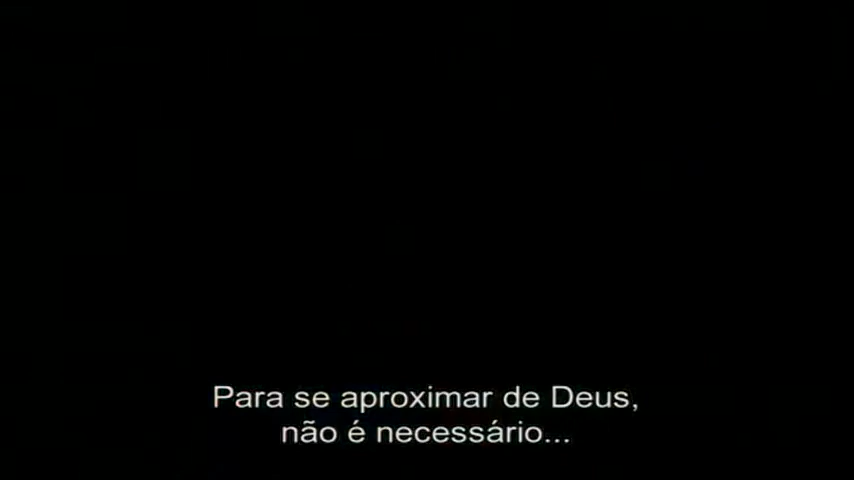 Para se aproximar de Deus,
não é necessário...